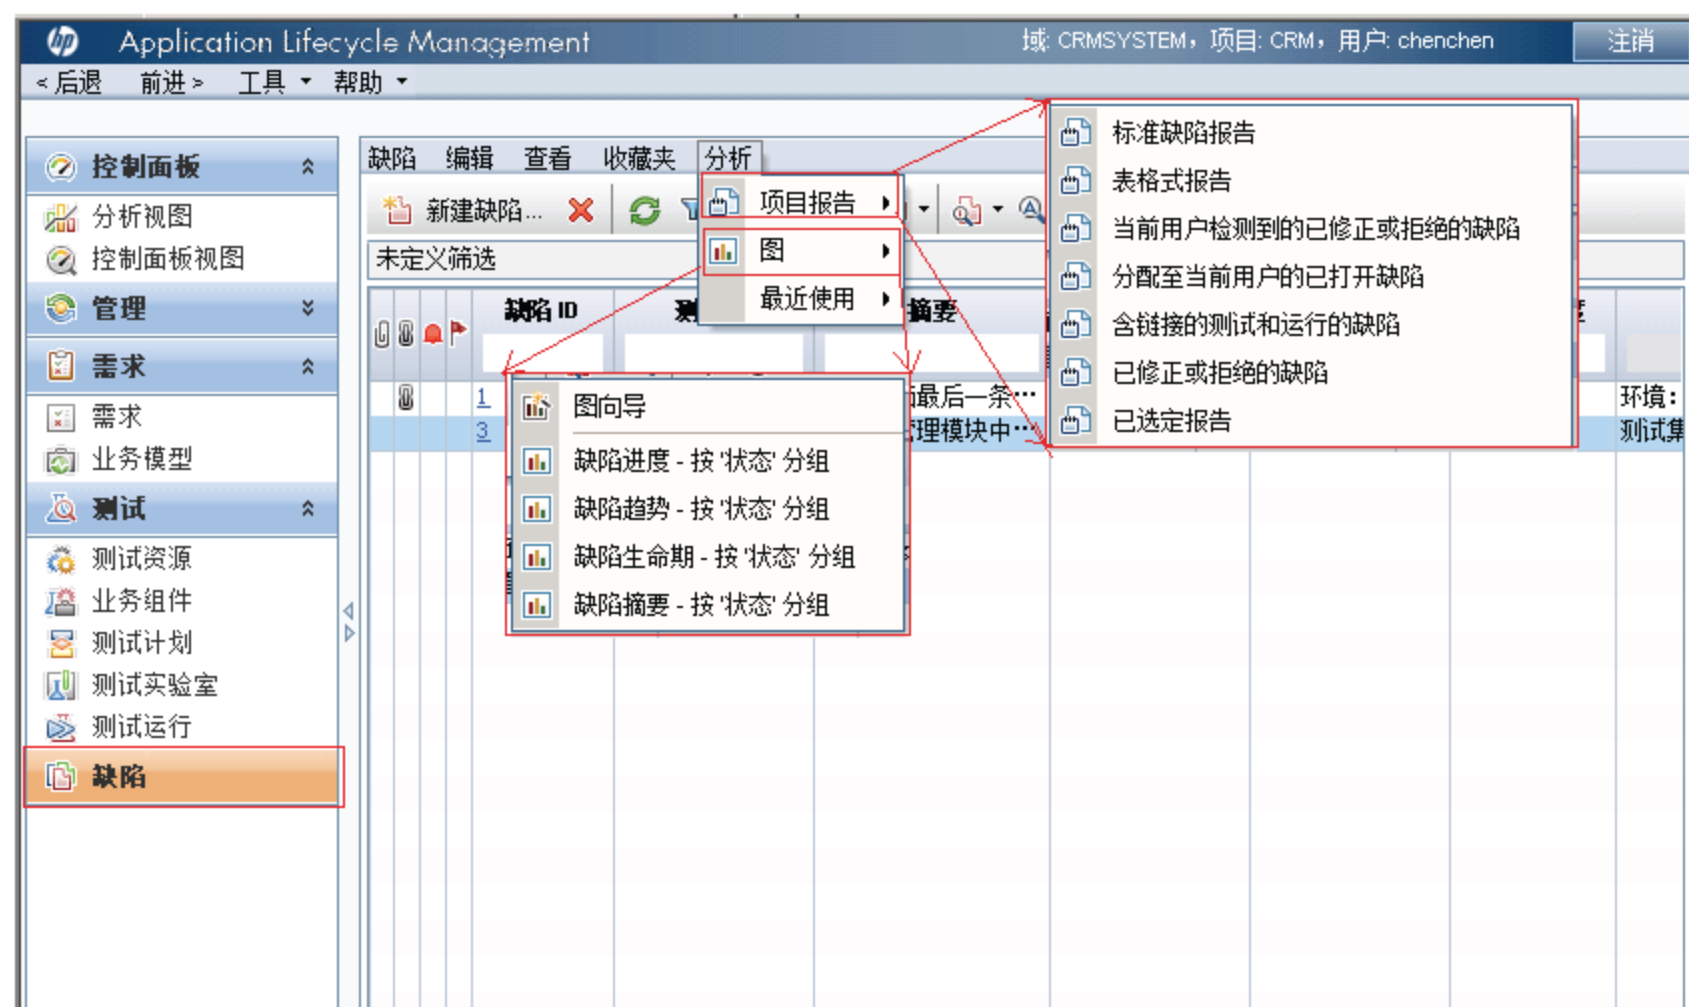 hp Application Lifecycle Management
域: CRMSYSTEM，项目: CRM，用户: chenchen
注销
<后退 前进> 工具 帮助
控制面板
分析视图
控制面板视图
管理
需求
需求
业务模型
测试
测试资源
业务组件
测试计划
测试实验室
测试运行
缺陷
缺陷 编辑 查看 收藏夹 分析
新建缺陷...
未定义筛选
缺陷 ID
摘要
1
最后一条…
环境:
3
理模块中…
测试集
项目报告
图
最近使用
标准缺陷报告
表格式报告
当前用户检测到的已修正或拒绝的缺陷
分配至当前用户的已打开缺陷
含链接的测试和运行的缺陷
已修正或拒绝的缺陷
已选定报告
图向导
缺陷进度 - 按 '状态' 分组
缺陷趋势 - 按 '状态' 分组
缺陷生命期 - 按 '状态' 分组
缺陷摘要 - 按 '状态' 分组